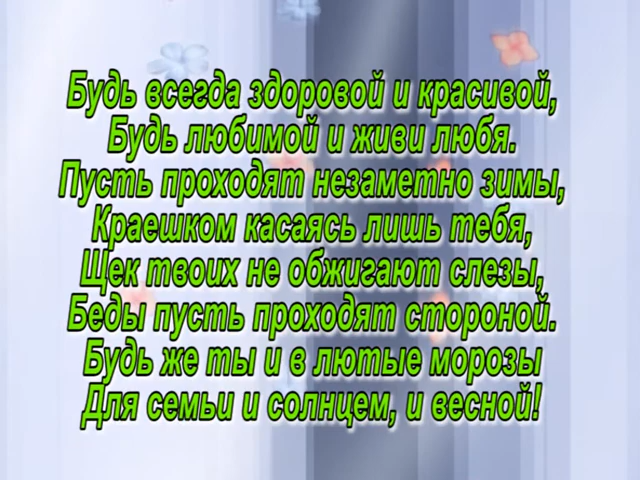 Будь всегда здоровой и красивой,
Будь любимой и живи любя.
Пусть проходят незаметно зимы,
Краешком касаясь лишь тебя,
Щек твоих не обжигают слезы,
Беды пусть проходят стороной.
Будь же ты и в лютые морозы
Для семьи и солнцем, и весной!